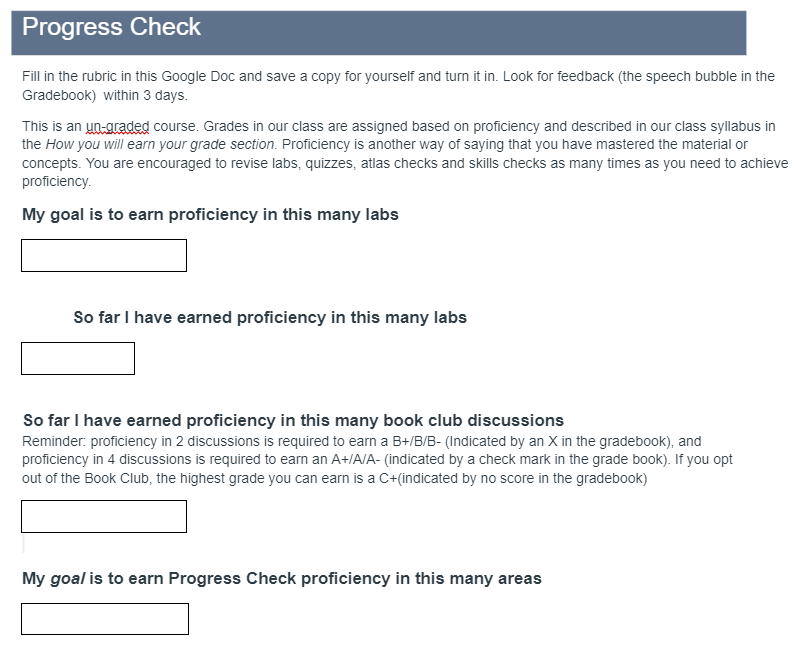 Progress Check
Fill in the rubric in this Google Doc and save a copy for yourself and turn it in. Look for feedback (the speech bubble in the
Gradebook)  within 3 days.
This is an un-graded course. Grades in our class are assigned based on proficiency and described in our class syllabus in
the How you will earn your grade section. Proficiency is another way of saying that you have mastered the material or
concepts. You are encouraged to revise labs, quizzes, atlas checks and skills checks as many times as you need to achieve
proficiency.
My goal is to earn proficiency in this many labs
So far I have earned proficiency in this many labs
So far I have earned proficiency in this many book club discussions
Reminder: proficiency in 2 discussions is required to earn a B+/B/B- (Indicated by an X in the gradebook), and
proficiency in 4 discussions is required to earn an A+/A/A- (indicated by a check mark in the grade book). If you opt
out of the Book Club, the highest grade you can earn is a C+(indicated by no score in the gradebook)
My goal is to earn Progress Check proficiency in this many areas